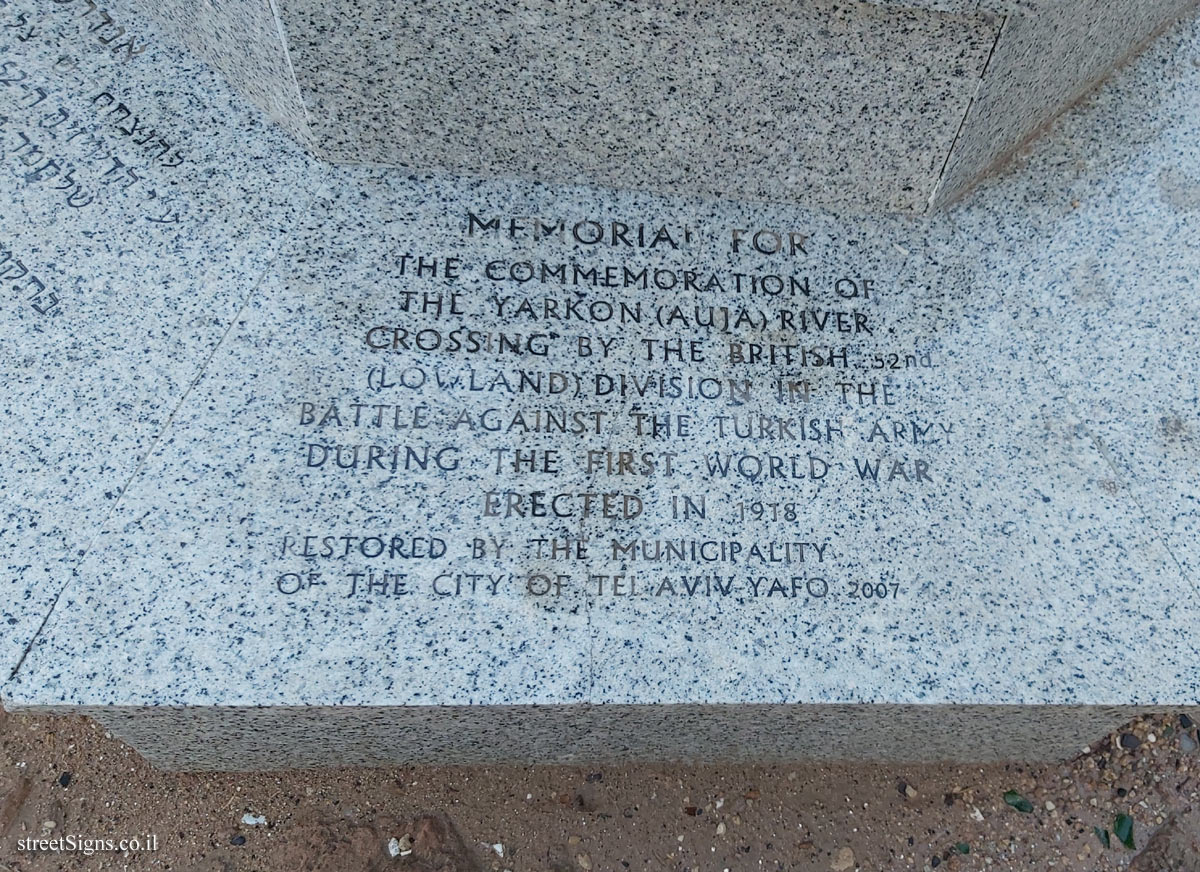 MEMORIAL FOR
THE COMMEMORATION OF
THE YARKON (AUJA) RIVER
CROSSING BY THE BRITISH 52nd
(LOWLAND) DIVISION IN THE
BATTLE AGAINST THE TURKISH ARMY
DURING THE FIRST WORLD WAR
ERECTED IN 1918
RESTORED BY THE MUNICIPALITY
OF THE CITY OF TEL AVIV-YAFO 2007
להנצחת
streetSigns.co.il